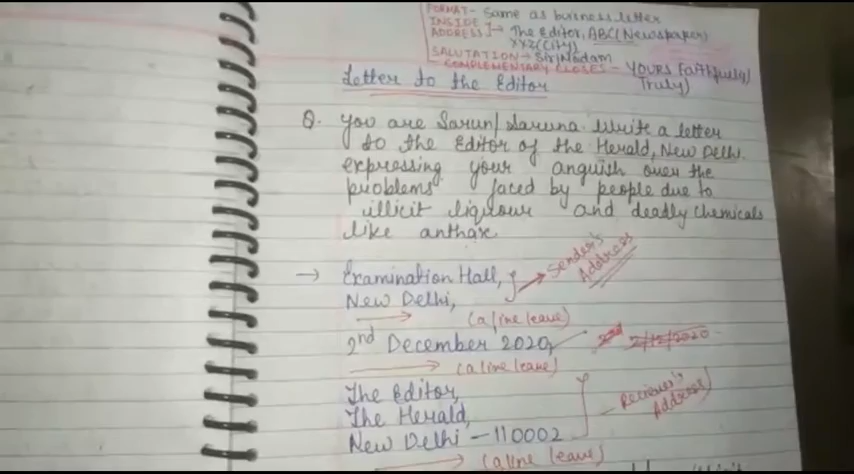 FORMAT - Same as business letter
INSIDE ADDRESS ]→ The Editor, ABC (Newspaper)
XYZ (City)
SALUTATION → Sir/Madam
COMPLEMENTARY CLOSES - YOURS Faithfully/
Truly)
Letter to the Editor
Q. You are Sarun/Saruna. Write a letter
to the Editor of the Herald, New Delhi.
expressing your anguish over the
problems faced by people due to
illicit liquour and deadly chemicals
like anthax.
→ Examination Hall, } → Sender's Address
New Delhi,
→ (a line leave)
2nd December 2020, 2/12/2020
→ (a line leave)
The Editor,
The Herald, } - Reciever's Address
New Delhi - 110002
→ (a line leave)